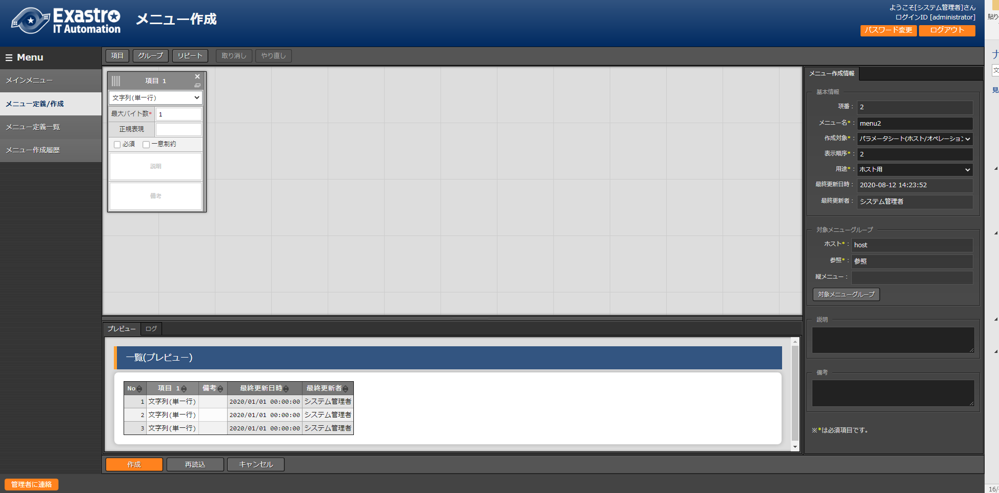 Exastro
IT Automation
メニュー作成
ようこそ[システム管理者]さん
ログインID [administrator]
パスワード変更
ログアウト
Menu
メインメニュー
メニュー定義/作成
メニュー定義一覧
メニュー作成履歴
項目
グループ
リピート
取り消し
やり直し
項目 1
文字列(単一行)
最大バイト数* 1
正規表現
必須 一意制約
説明
備考
メニュー作成情報
基本情報
項番 : 2
メニュー名* : menu2
作成対象* : パラメータシート(ホスト/オペレーション
表示順序* : 2
用途* : ホスト用
最終更新日時 : 2020-08-12 14:23:52
最終更新者 : システム管理者
対象メニューグループ
ホスト* : host
参照* : 参照
縦メニュー :
対象メニューグループ
説明
備考
※*は必須項目です。
プレビュー ログ
一覧(プレビュー)
No 項目 1 備考 最終更新日時 最終更新者
1 文字列(単一行) 2020/01/01 00:00:00 システム管理者
2 文字列(単一行) 2020/01/01 00:00:00 システム管理者
3 文字列(単一行) 2020/01/01 00:00:00 システム管理者
作成 再読込 キャンセル
管理者に連絡
貼り
文
見
16/